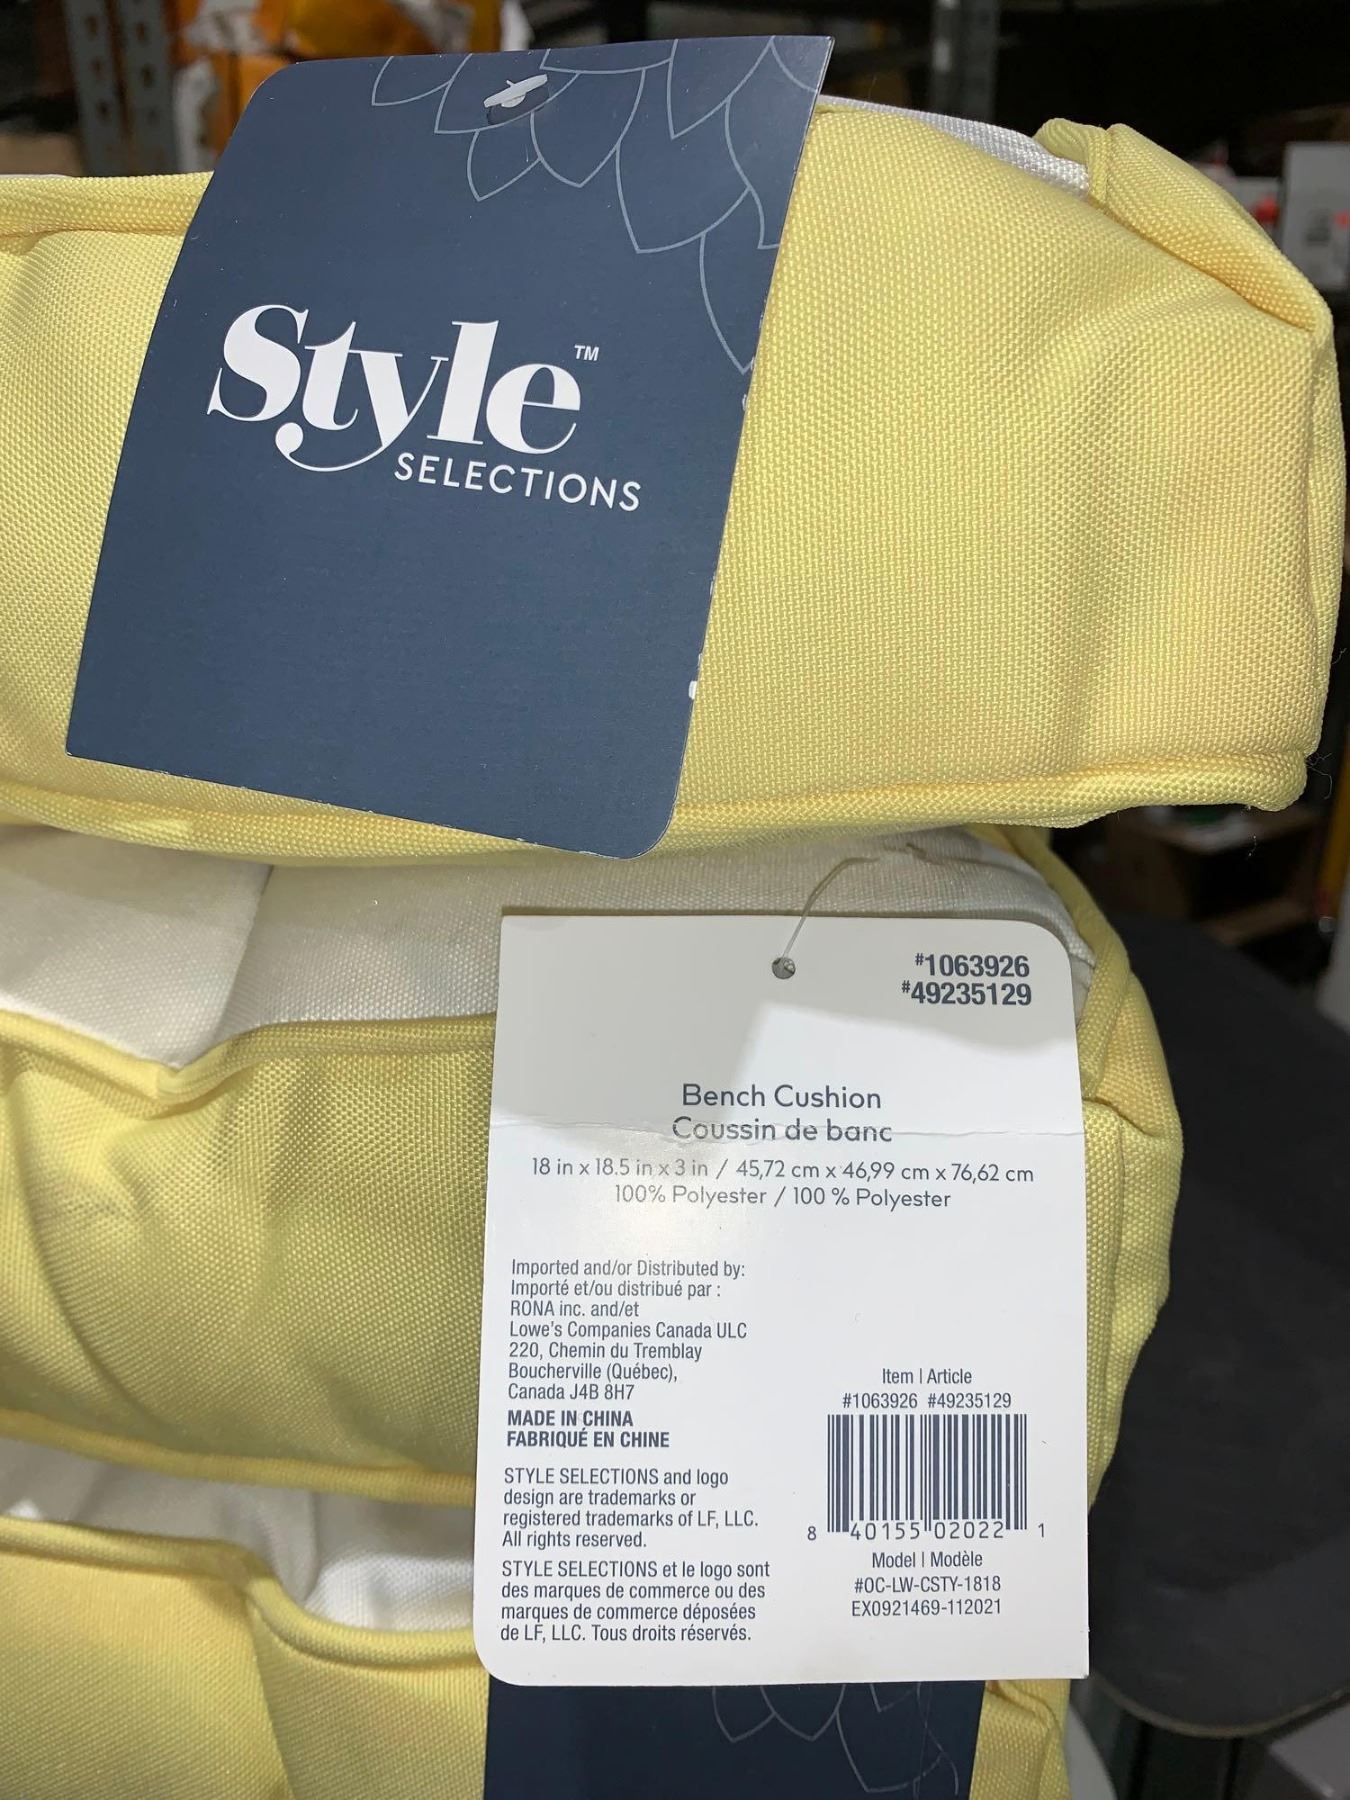 Style™
SELECTIONS
#1063926
#49235129
Bench Cushion
Coussin de banc
18 in x 18.5 in x 3 in / 45,72 cm x 46,99 cm x 76,62 cm
100% Polyester / 100 % Polyester
Imported and/or Distributed by:
Importé et/ou distribué par :
RONA inc. and/et
Lowe's Companies Canada ULC
220, Chemin du Tremblay
Boucherville (Québec),
Canada J4B 8H7
MADE IN CHINA
FABRIQUÉ EN CHINE
STYLE SELECTIONS and logo
design are trademarks or
registered trademarks of LF, LLC.
All rights reserved.
STYLE SELECTIONS et le logo sont
des marques de commerce ou des
marques de commerce déposées
de LF, LLC. Tous droits réservés.
Item | Article
#1063926 #49235129
8 40155 02022 1
Model | Modèle
#OC-LW-CSTY-1818
EX0921469-112021